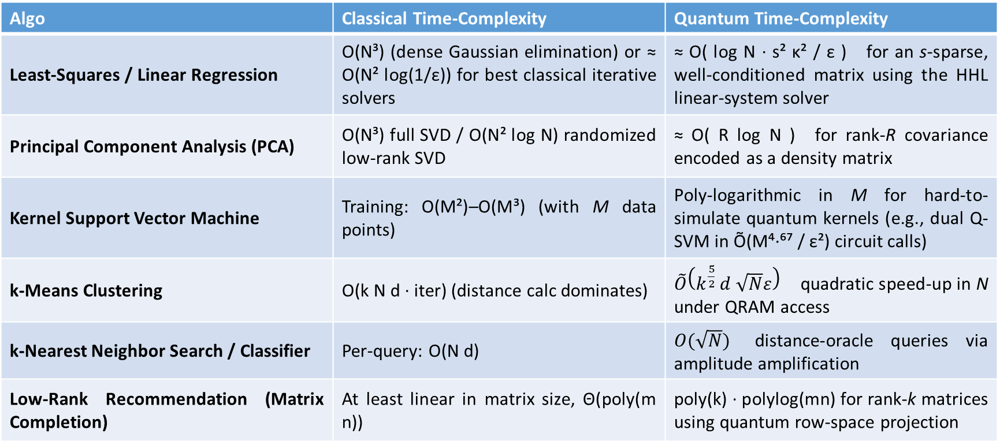 Algo
Classical Time-Complexity
Quantum Time-Complexity
Least-Squares / Linear Regression
O(N³) (dense Gaussian elimination) or ≈
O(N² log(1/ε)) for best classical iterative
solvers
≈ O( log N · s² κ² / ε ) for an s-sparse,
well-conditioned matrix using the HHL
linear-system solver
Principal Component Analysis (PCA)
O(N³) full SVD / O(N² log N) randomized
low-rank SVD
≈ O( R log N ) for rank-R covariance
encoded as a density matrix
Kernel Support Vector Machine
Training: O(M²)–O(M³) (with M data
points)
Poly-logarithmic in M for hard-to-
simulate quantum kernels (e.g., dual Q-
SVM in Õ(M⁴·⁶⁷ / ε²) circuit calls)
k-Means Clustering
O(k N d · iter) (distance calc dominates)
Õ(k^(5/2) d √N ε) quadratic speed-up in N
under QRAM access
k-Nearest Neighbor Search / Classifier
Per-query: O(N d)
O(√N) distance-oracle queries via
amplitude amplification
Low-Rank Recommendation (Matrix
Completion)
At least linear in matrix size, Θ(poly(m
n))
poly(k) · polylog(mn) for rank-k matrices
using quantum row-space projection